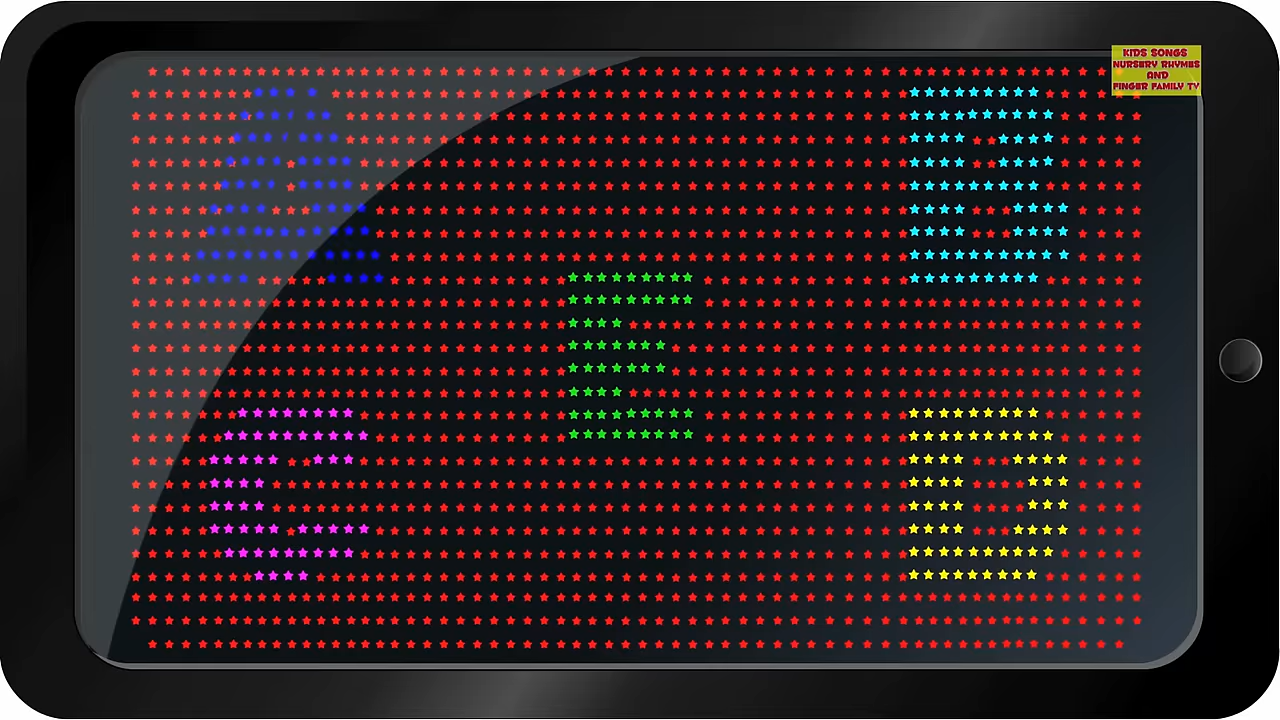 KIDS SONGS
NURSERY RHYMES
AND
FINGER FAMILY TV
A B
E
C D